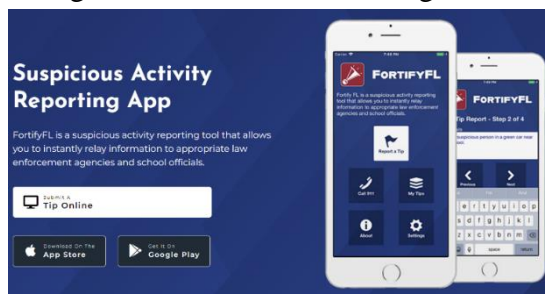 Suspicious Activity
Reporting App
FortifyFL is a suspicious activity reporting tool that allows
you to instantly relay information to appropriate law
enforcement agencies and school officials.
Submit A
Tip Online
Download On The
App Store
Get It On
Google Play
FORTIFYFL
Fortify FL is a suspicious activity reporting
tool that allows you to instantly relay
information to appropriate law enforcement
agencies and school officials.
Report a Tip
Call 911
My Tips
About
Settings
FORTIFYFL
Tip Report - Step 2 of 4
suspicious person in a green car near
Previous
Next
e r t y u i o p
s d f g h j k l
z x c v b n m
space
return